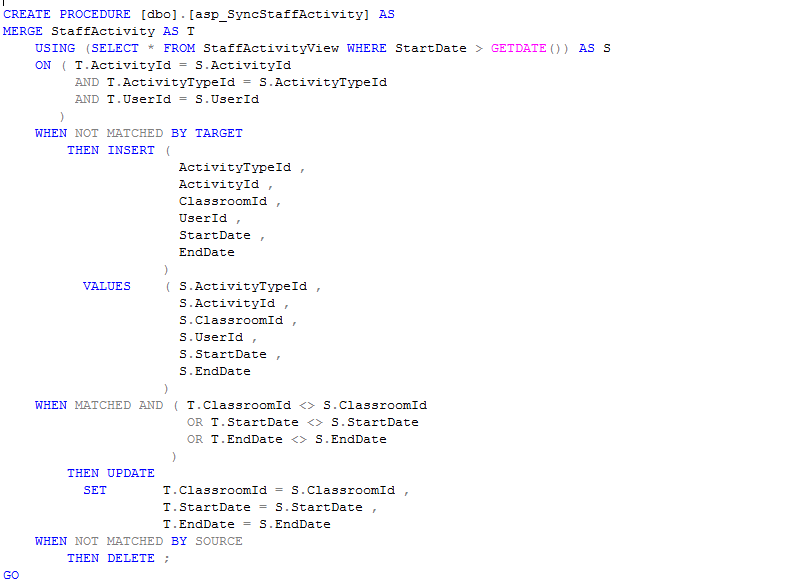 CREATE PROCEDURE [dbo].[asp_SyncStaffActivity] AS
MERGE StaffActivity AS T
    USING (SELECT * FROM StaffActivityView WHERE StartDate > GETDATE()) AS S
    ON ( T.ActivityId = S.ActivityId
         AND T.ActivityTypeId = S.ActivityTypeId
         AND T.UserId = S.UserId
       )
    WHEN NOT MATCHED BY TARGET
        THEN INSERT (
                      ActivityTypeId ,
                      ActivityId ,
                      ClassroomId ,
                      UserId ,
                      StartDate ,
                      EndDate
                    )
          VALUES    ( S.ActivityTypeId ,
                      S.ActivityId ,
                      S.ClassroomId ,
                      S.UserId ,
                      S.StartDate ,
                      S.EndDate
                    )
    WHEN MATCHED AND ( T.ClassroomId <> S.ClassroomId
                       OR T.StartDate <> S.StartDate
                       OR T.EndDate <> S.EndDate
                     )
        THEN UPDATE
          SET       T.ClassroomId = S.ClassroomId ,
                    T.StartDate = S.StartDate ,
                    T.EndDate = S.EndDate
    WHEN NOT MATCHED BY SOURCE
        THEN DELETE ;
GO